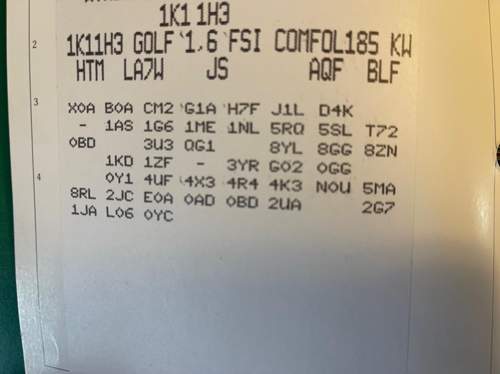 1K1 1H3
2
1K11H3 GOLF '1,6 'FSI COMFOL185 KW
HTM LA7W JS AQF BLF
3
X0A B0A CM2 'G1A 'H7F J1L D4K
- 1AS 1G6 1ME 1NL 5RQ 5SL T72
0BD 3U3 QG1 8YL 8GG 8ZN
1KD 1ZF - 3YR G02 0GG
4
0Y1 4UF '4X3 4R4 4K3 N0U 5MA
8RL 2JC E0A 0AD 0BD 2UA 2G7
1JA L06 0YC